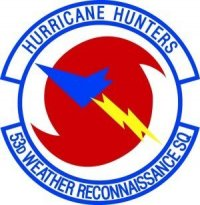 HURRICANE HUNTERS
53D WEATHER RECONNAISSANCE SQ